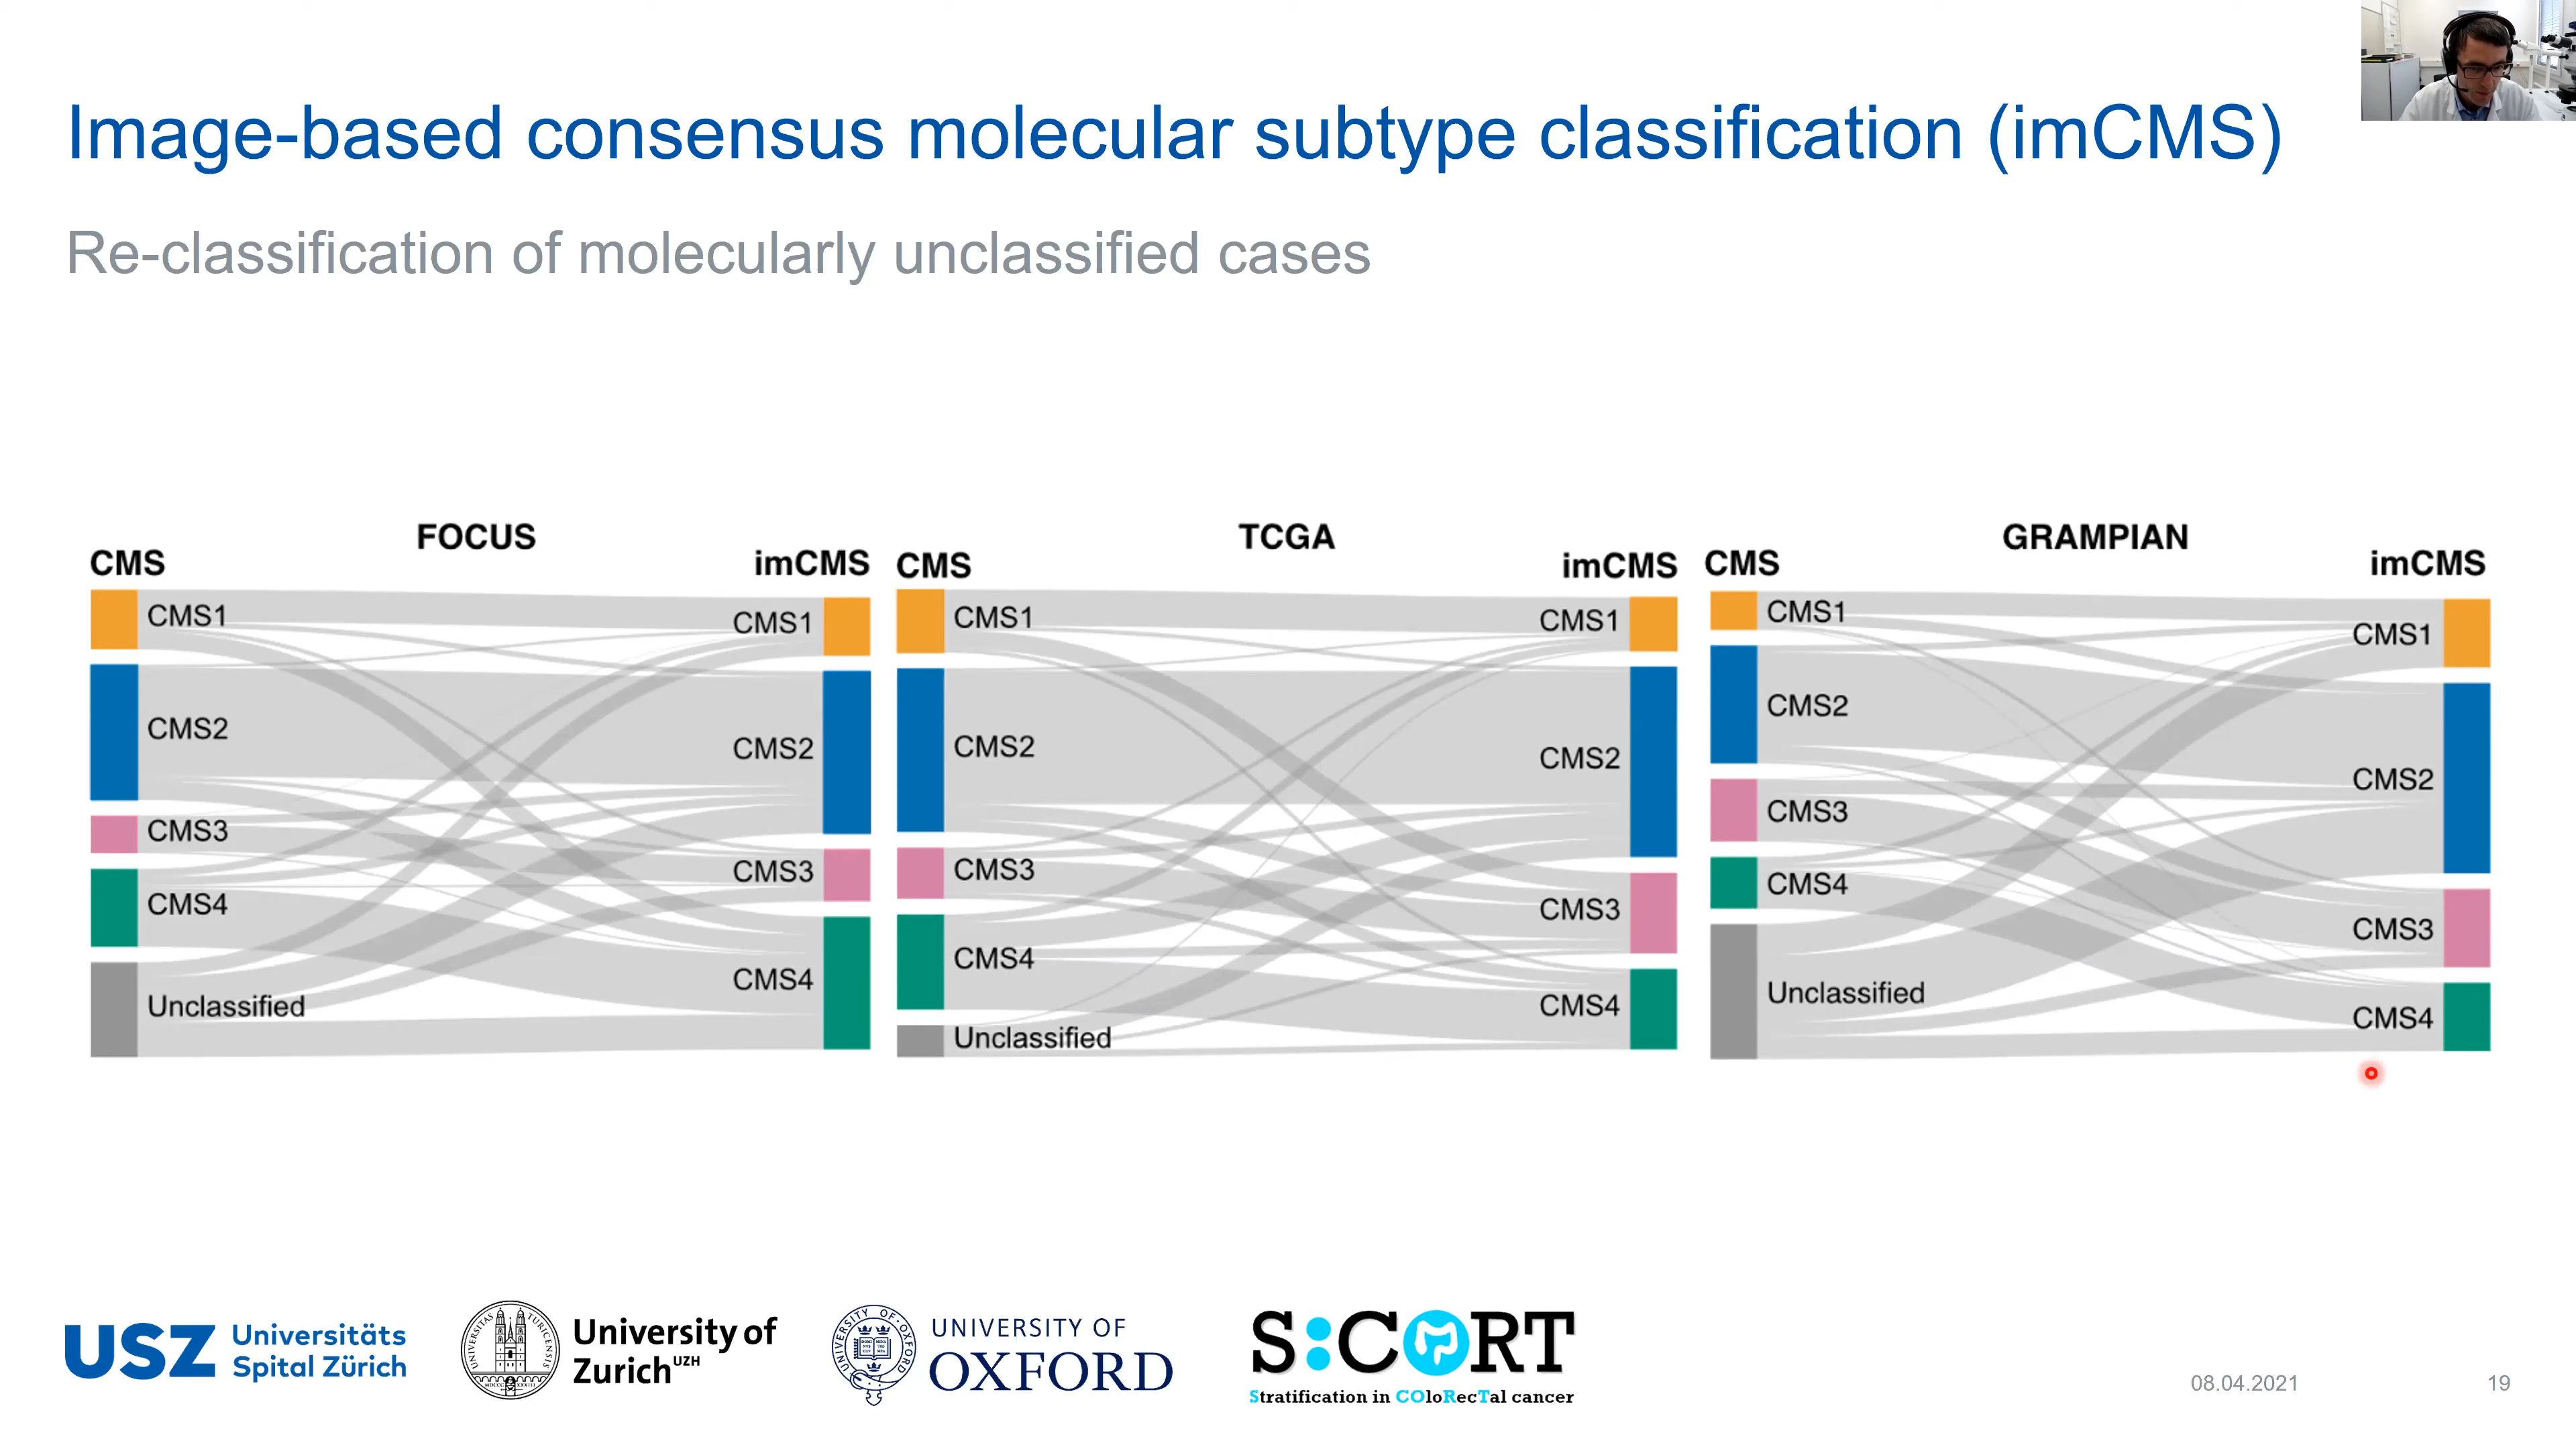 Image-based consensus molecular subtype classification (imCMS)
Re-classification of molecularly unclassified cases
FOCUS
CMS
imCMS
CMS1
CMS2
CMS3
CMS4
Unclassified
CMS1
CMS2
CMS3
CMS4
TCGA
CMS
imCMS
CMS1
CMS2
CMS3
CMS4
Unclassified
CMS1
CMS2
CMS3
CMS4
GRAMPIAN
CMS
imCMS
CMS1
CMS2
CMS3
CMS4
Unclassified
CMS1
CMS2
CMS3
CMS4
USZ Universitäts
Spital Zürich
University of
Zurich UZH
UNIVERSITY OF
OXFORD
S:CORT
Stratification in COloRecTal cancer
08.04.2021
19